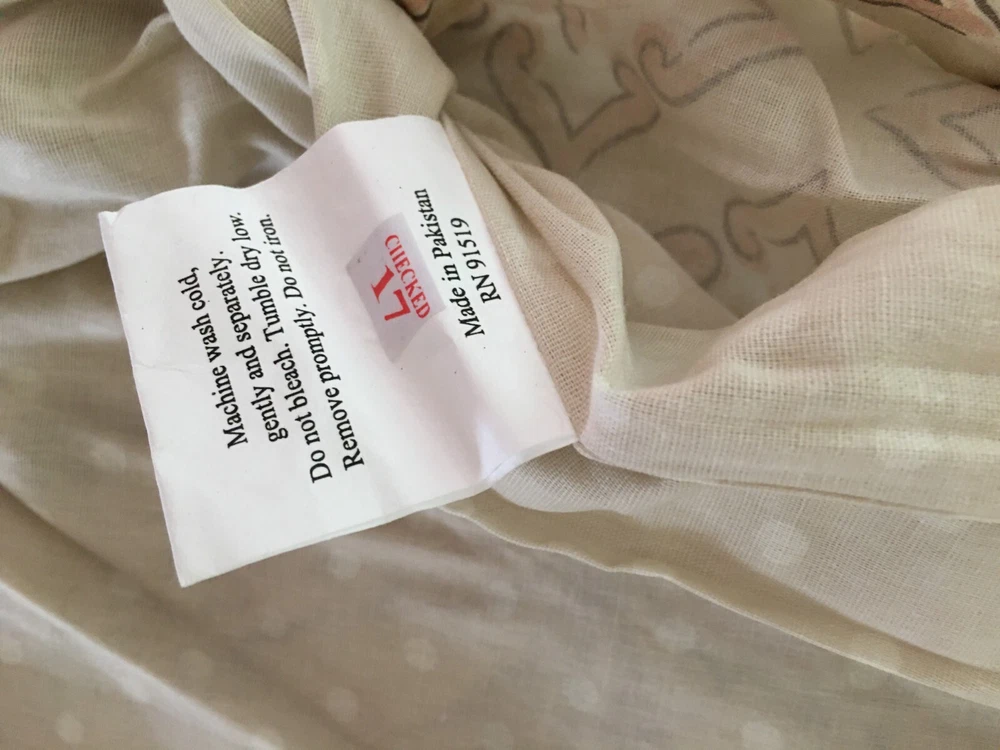 Machine wash cold,
gently and separately.
Do not bleach. Tumble dry low.
Remove promptly. Do not iron.
CHECKED
17
Made in Pakistan
RN 91519